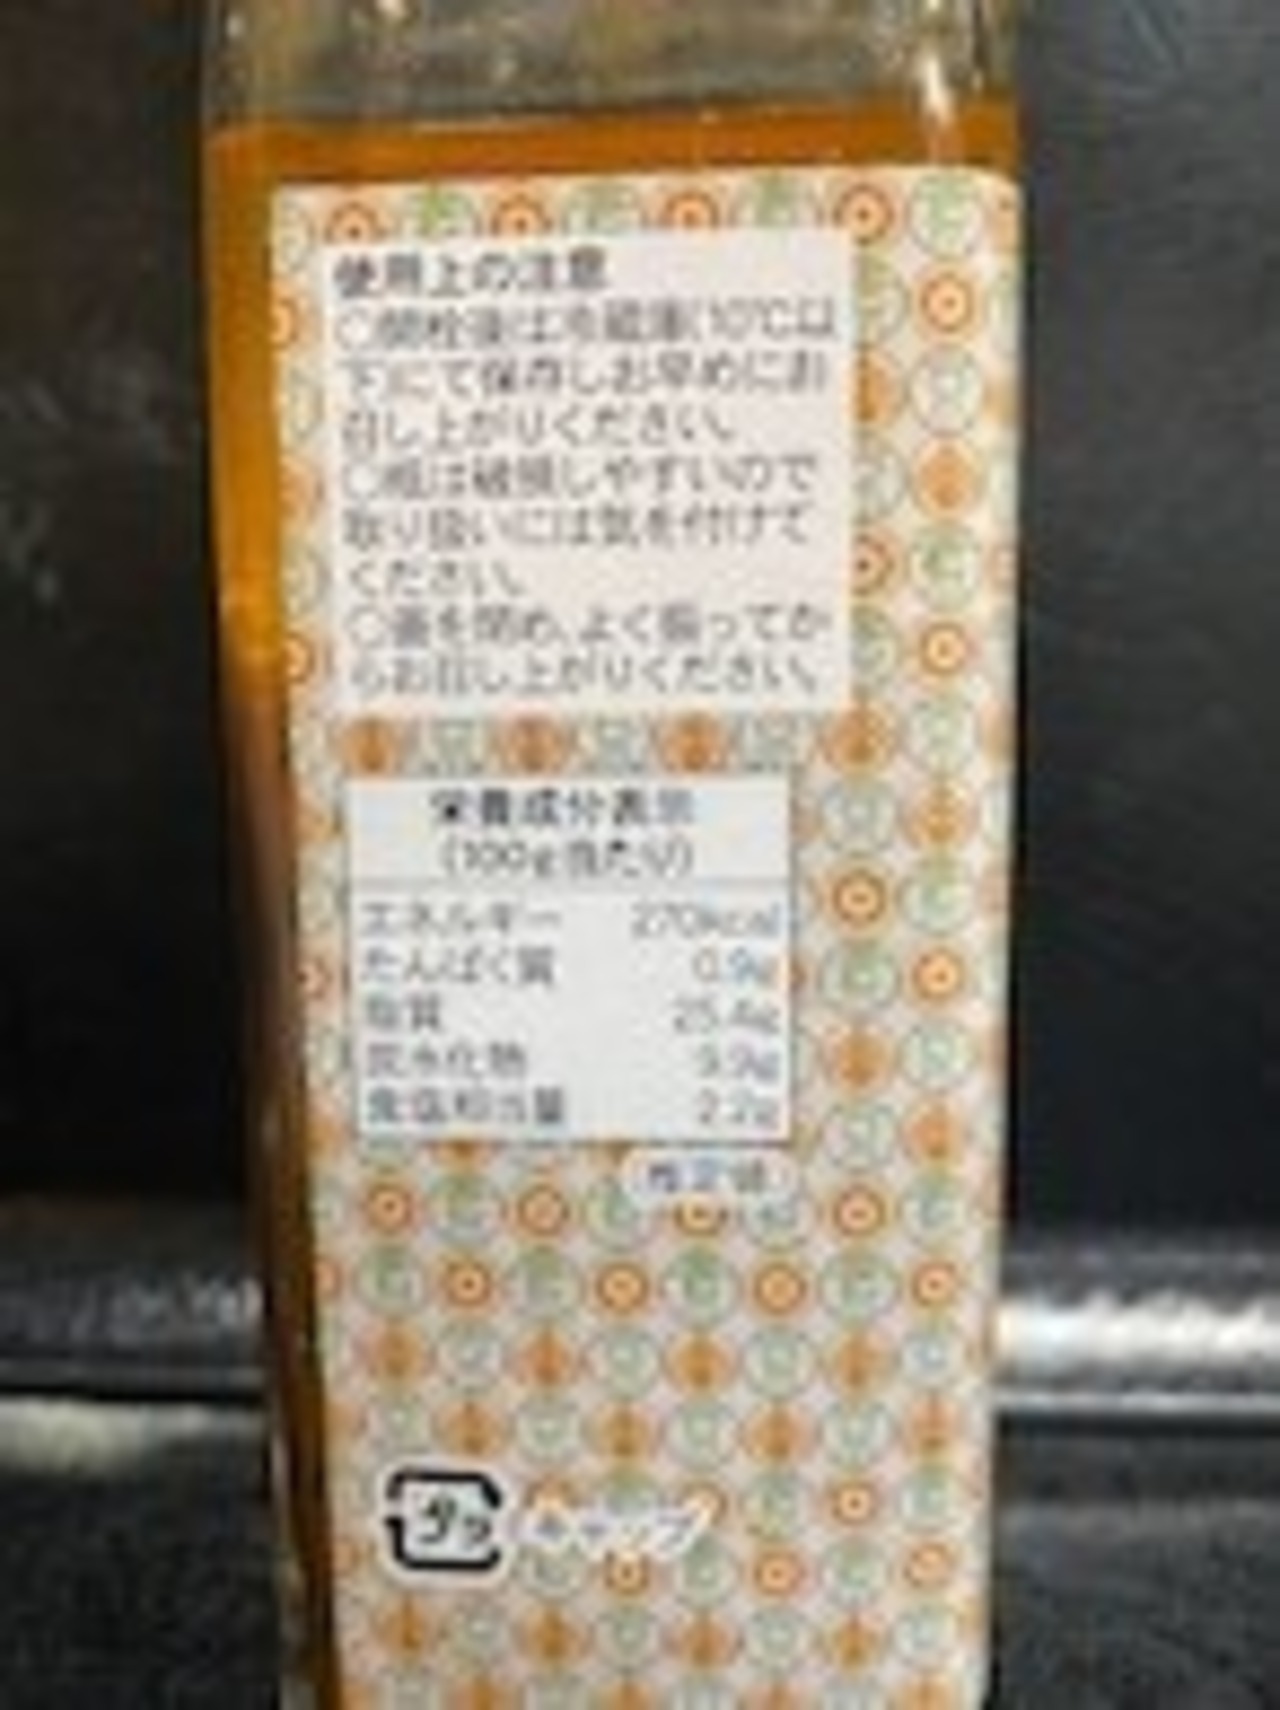 使用上の注意
○開栓後は冷蔵庫(10℃以
下)にて保存しお早めにお
召し上がりください。
○瓶は破損しやすいので
取り扱いには気を付けて
ください。
○蓋を閉め、よく振ってか
らお召し上がりください。
栄養成分表示
(100g当たり)
エネルギー 270kcal
たんぱく質 0.9g
脂質 25.4g
炭水化物 9.9g
食塩相当量 2.2g
推定値
プラ キャップ